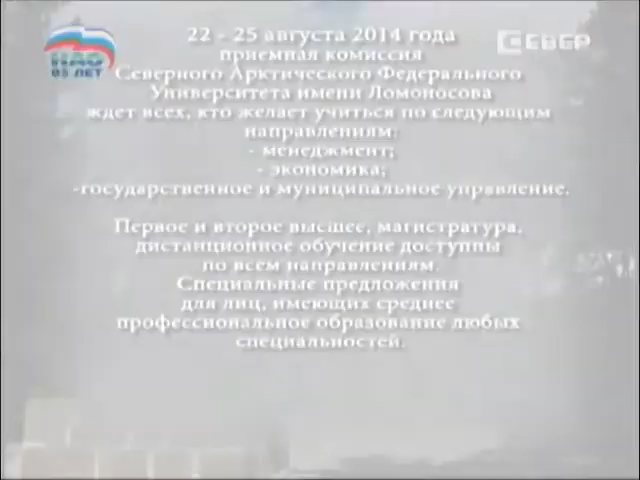 22 - 25 августа 2014 года
приемная комиссия
Северного Арктического Федерального
Университета имени Ломоносова
ждет всех, кто желает учиться по следующим
направлениям:
- менеджмент;
- экономика;
-государственное и муниципальное управление.
Первое и второе высшее, магистратура,
дистанционное обучение доступны
по всем направлениям.
Специальные предложения
для лиц, имеющих среднее
профессиональное образование любых
специальностей.
НАО
85 ЛЕТ
СЕВЕР